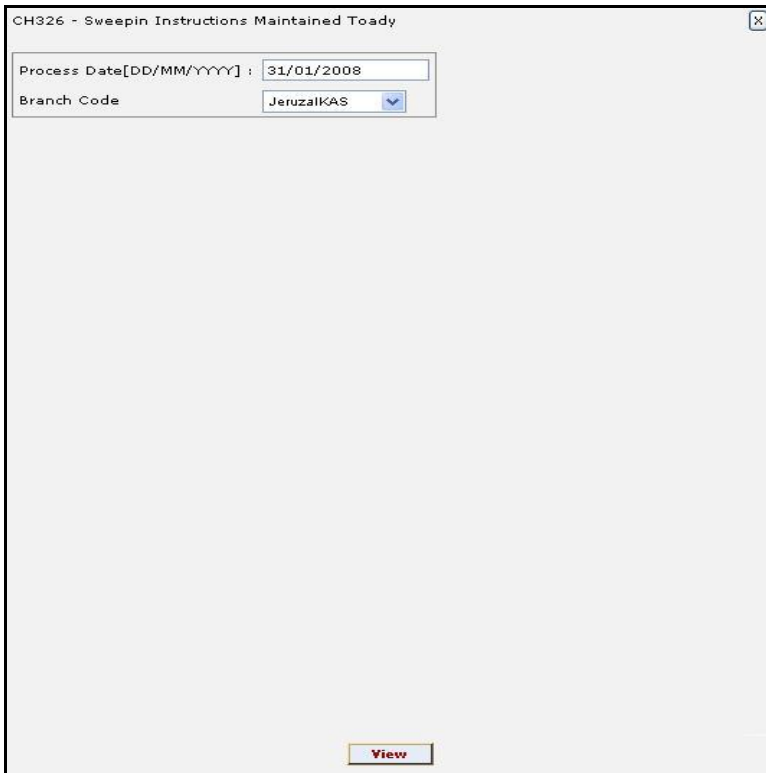 CH326 - Sweepin Instructions Maintained Toady
Process Date[DD/MM/YYYY] : 31/01/2008
Branch Code JeruzalKAS
View